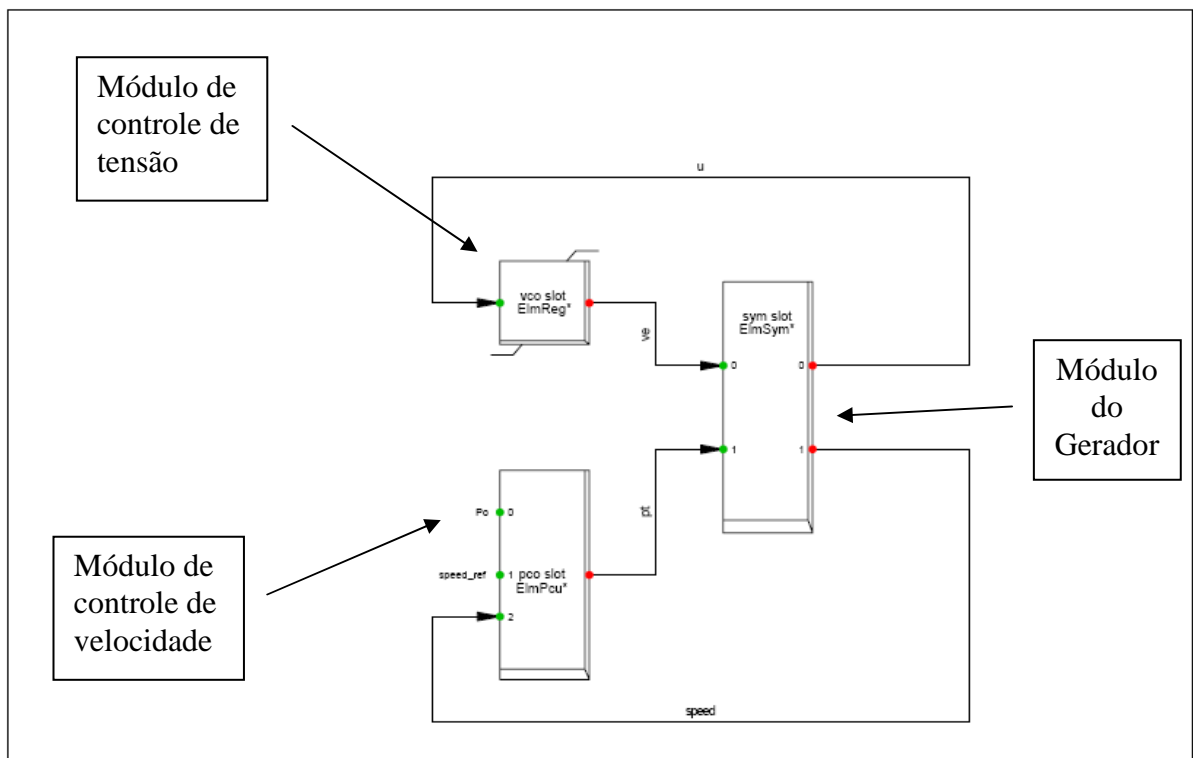 Módulo de
controle de
tensão
u
vco slot
ElmReg*
ve
sym slot
ElmSym*
0
0
1
1
Módulo
do
Gerador
Po
0
speed_ref
1
pco slot
ElmPcu*
2
pt
Módulo de
controle de
velocidade
speed